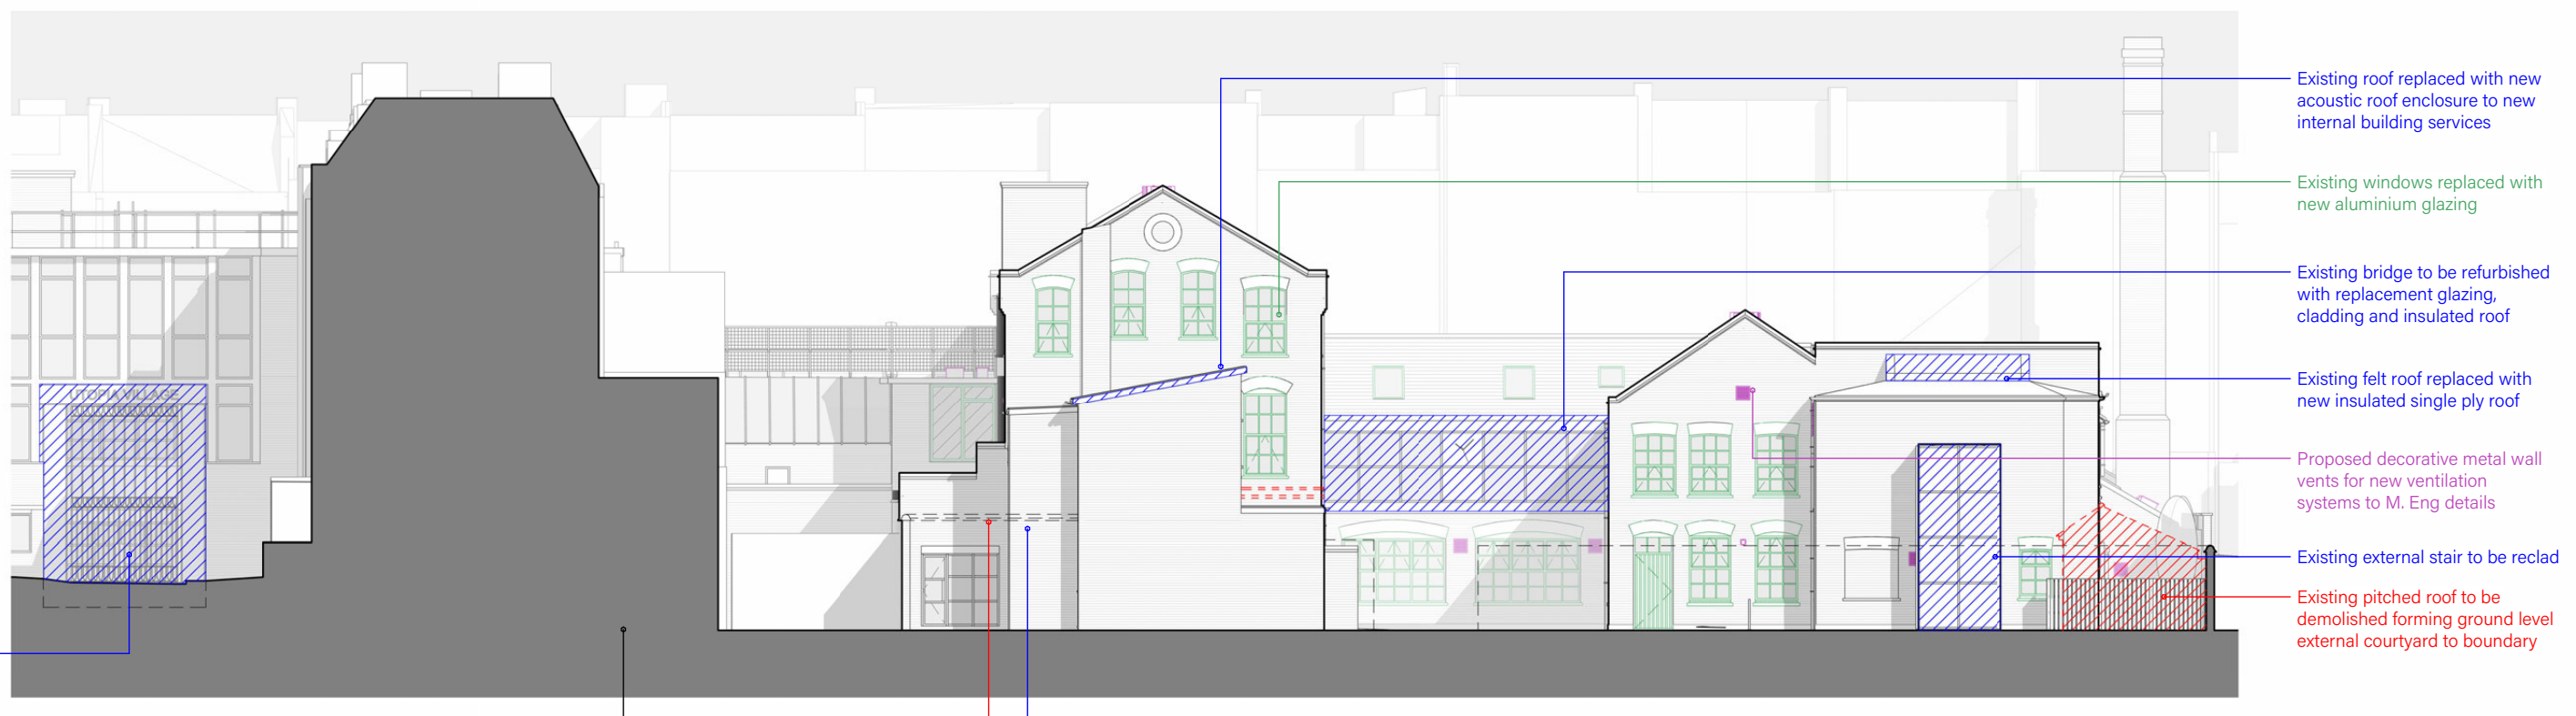 Existing roof replaced with new
acoustic roof enclosure to new
internal building services
Existing windows replaced with
new aluminium glazing
Existing bridge to be refurbished
with replacement glazing,
cladding and insulated roof
Existing felt roof replaced with
new insulated single ply roof
UTOPIA VILLAGE
Proposed decorative metal wall
vents for new ventilation
systems to M. Eng details
Existing external stair to be reclad
Existing pitched roof to be
demolished forming ground level
external courtyard to boundary